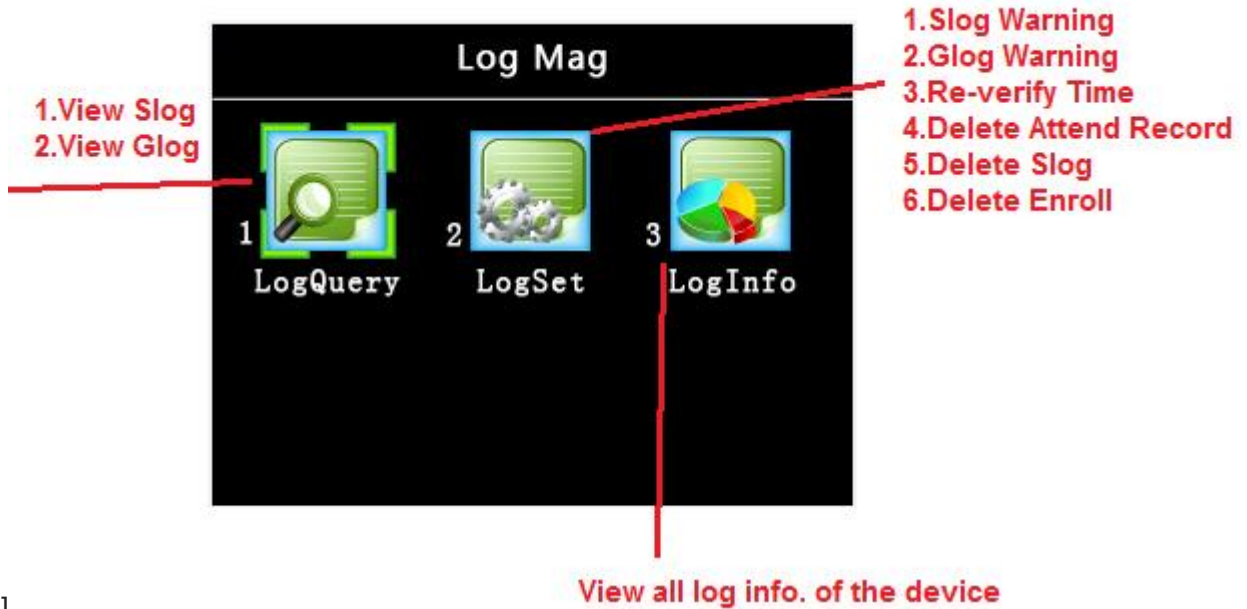 Log Mag
1.View Slog
2.View Glog
1.Slog Warning
2.Glog Warning
3.Re-verify Time
4.Delete Attend Record
5.Delete Slog
6.Delete Enroll
1
LogQuery
2
LogSet
3
LogInfo
View all log info. of the device
]